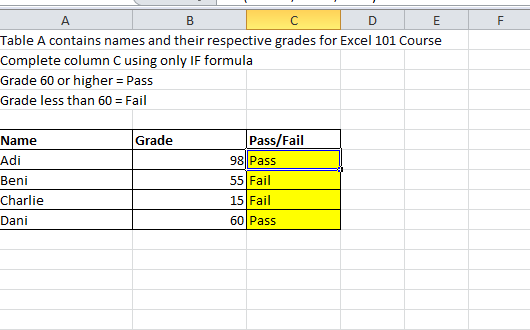 A B C D E F
Table A contains names and their respective grades for Excel 101 Course
Complete column C using only IF formula
Grade 60 or higher = Pass
Grade less than 60 = Fail
Name Grade Pass/Fail
Adi 98 Pass
Beni 55 Fail
Charlie 15 Fail
Dani 60 Pass